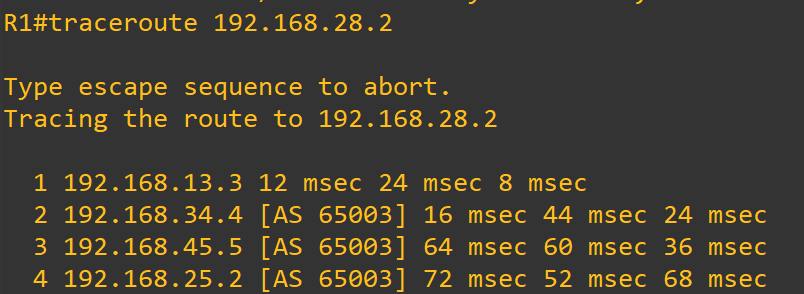 R1#traceroute 192.168.28.2
Type escape sequence to abort.
Tracing the route to 192.168.28.2
1 192.168.13.3 12 msec 24 msec 8 msec
2 192.168.34.4 [AS 65003] 16 msec 44 msec 24 msec
3 192.168.45.5 [AS 65003] 64 msec 60 msec 36 msec
4 192.168.25.2 [AS 65003] 72 msec 52 msec 68 msec